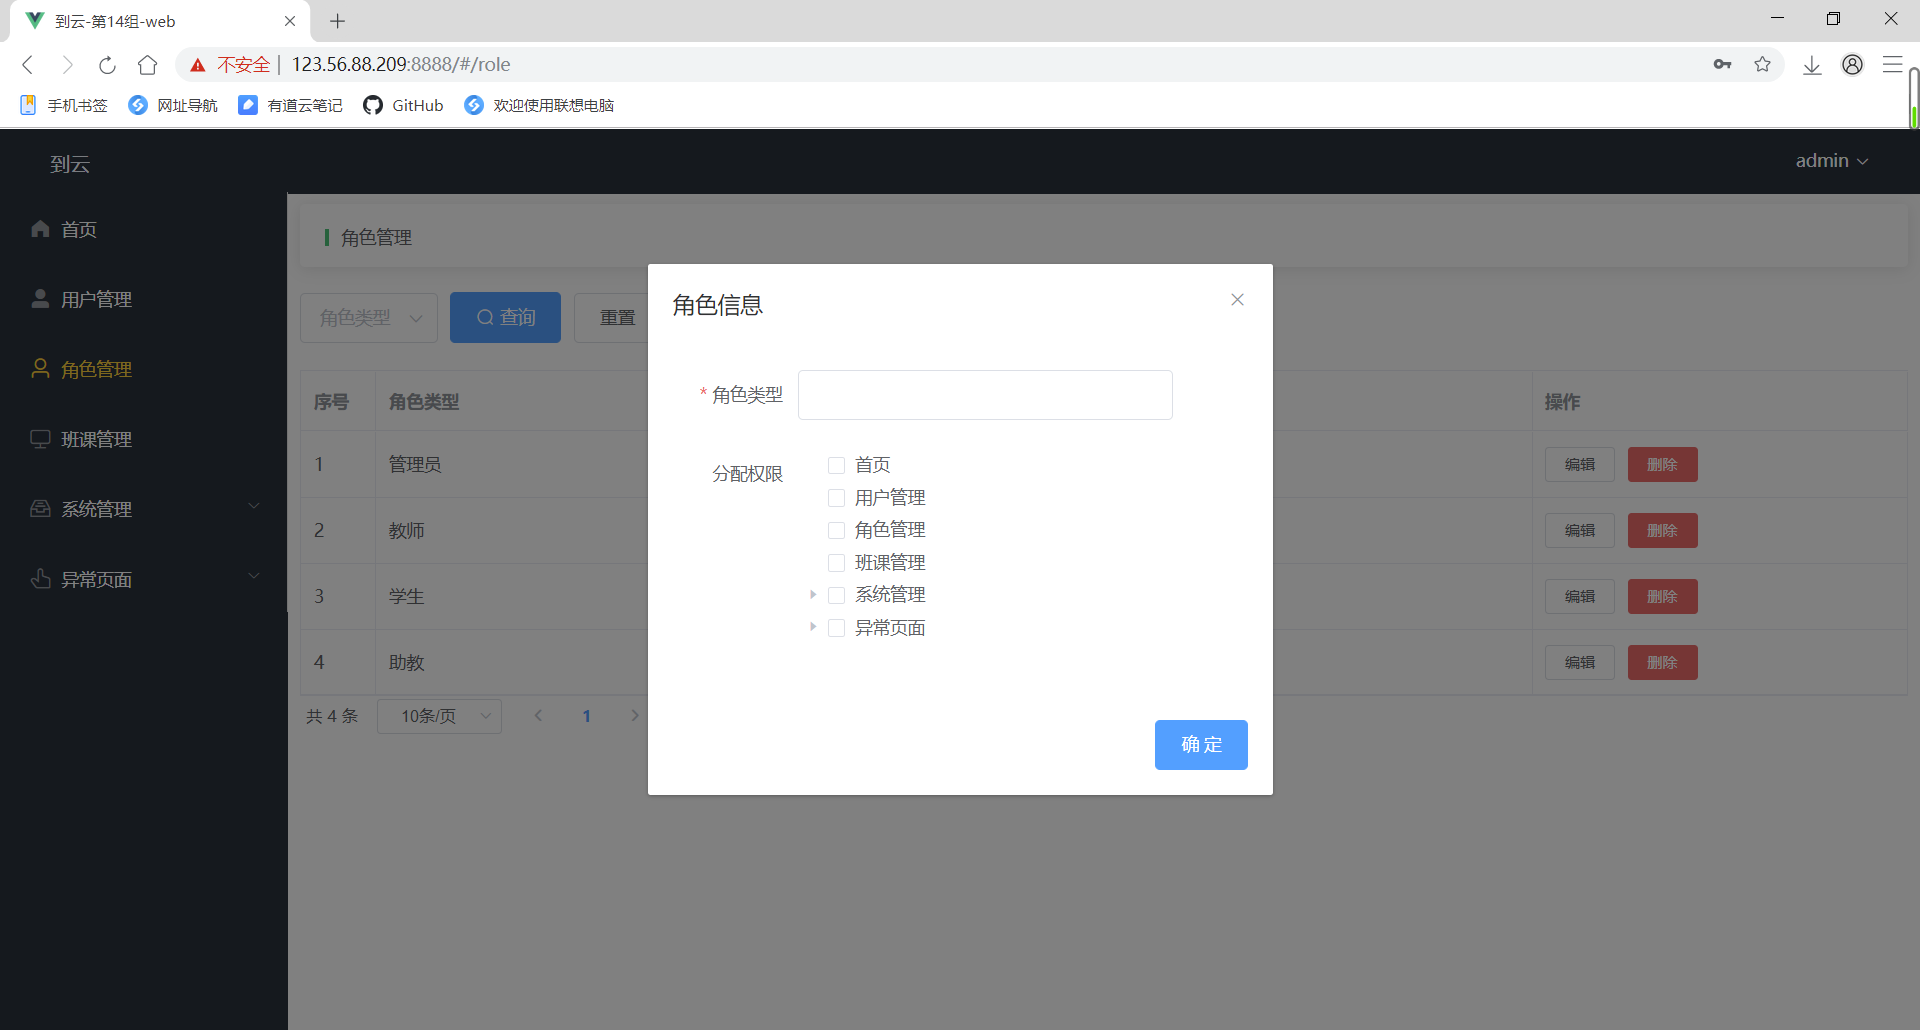 到云-第14组-web
不安全 | 123.56.88.209:8888/#/role
手机书签 网址导航 有道云笔记 GitHub 欢迎使用联想电脑
到云 admin
首页
用户管理
角色管理
班课管理
系统管理
异常页面
角色管理
角色类型 查询 重置
序号 角色类型 操作
1 管理员 编辑 删除
2 教师 编辑 删除
3 学生 编辑 删除
4 助教 编辑 删除
共 4 条 10条/页 1
角色信息
* 角色类型
分配权限
首页
用户管理
角色管理
班课管理
系统管理
异常页面
确 定